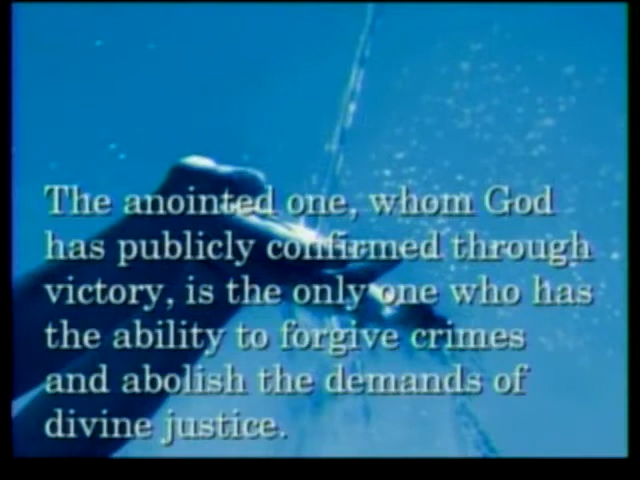 The anointed one, whom God
has publicly confirmed through
victory, is the only one who has
the ability to forgive crimes
and abolish the demands of
divine justice.